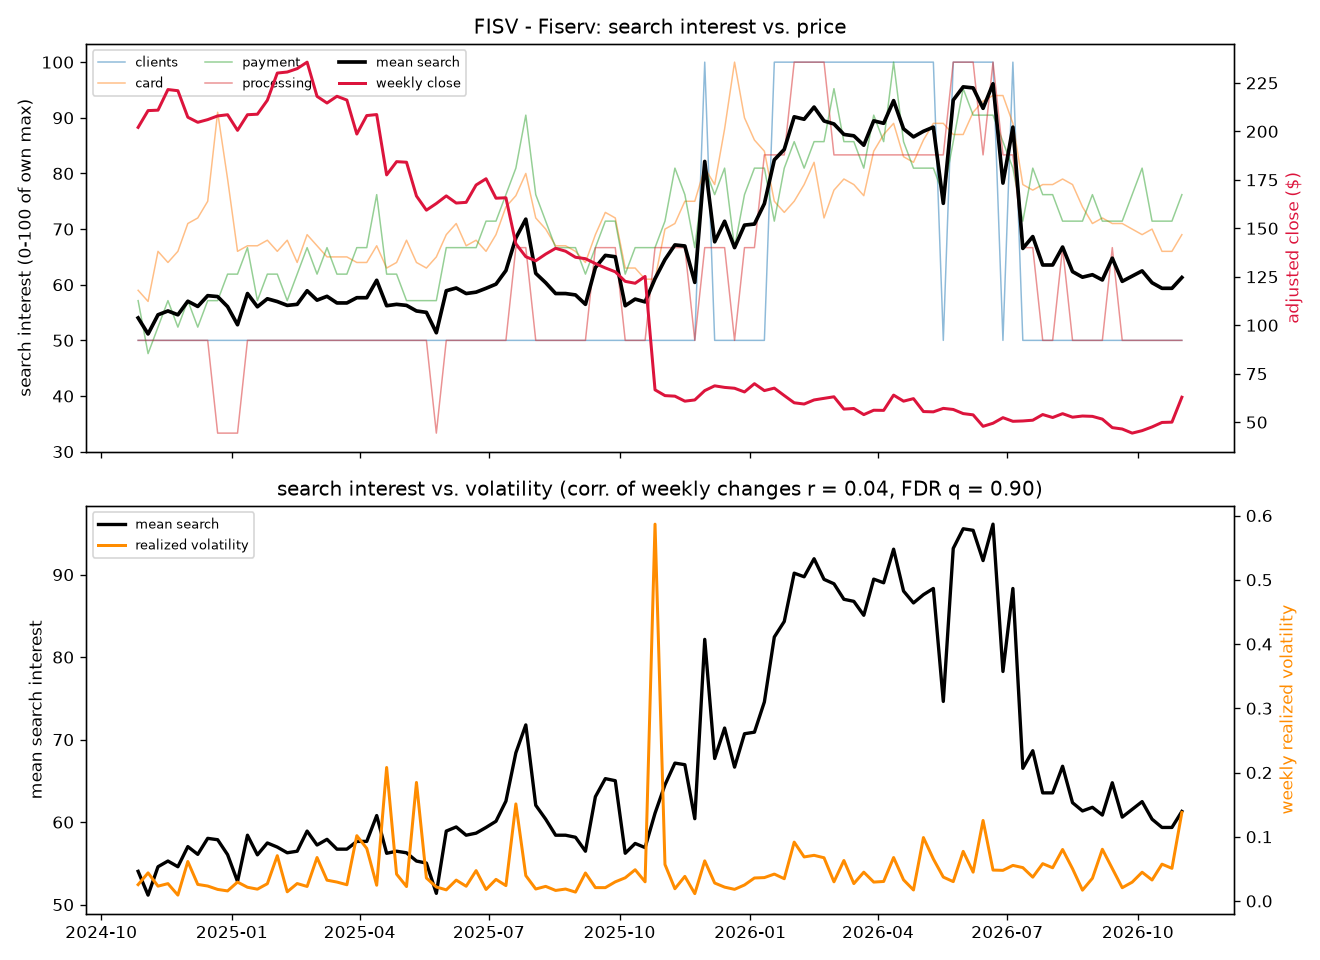 FISV - Fiserv: search interest vs. price
clients
card
payment
processing
mean search
weekly close
search interest (0-100 of own max)
100
90
80
70
60
50
40
30
225
200
175
150
125
100
75
50
adjusted close ($)
search interest vs. volatility (corr. of weekly changes r = 0.04, FDR q = 0.90)
mean search
realized volatility
mean search interest
90
80
70
60
50
0.6
0.5
0.4
0.3
0.2
0.1
0.0
weekly realized volatility
2024-10
2025-01
2025-04
2025-07
2025-10
2026-01
2026-04
2026-07
2026-10